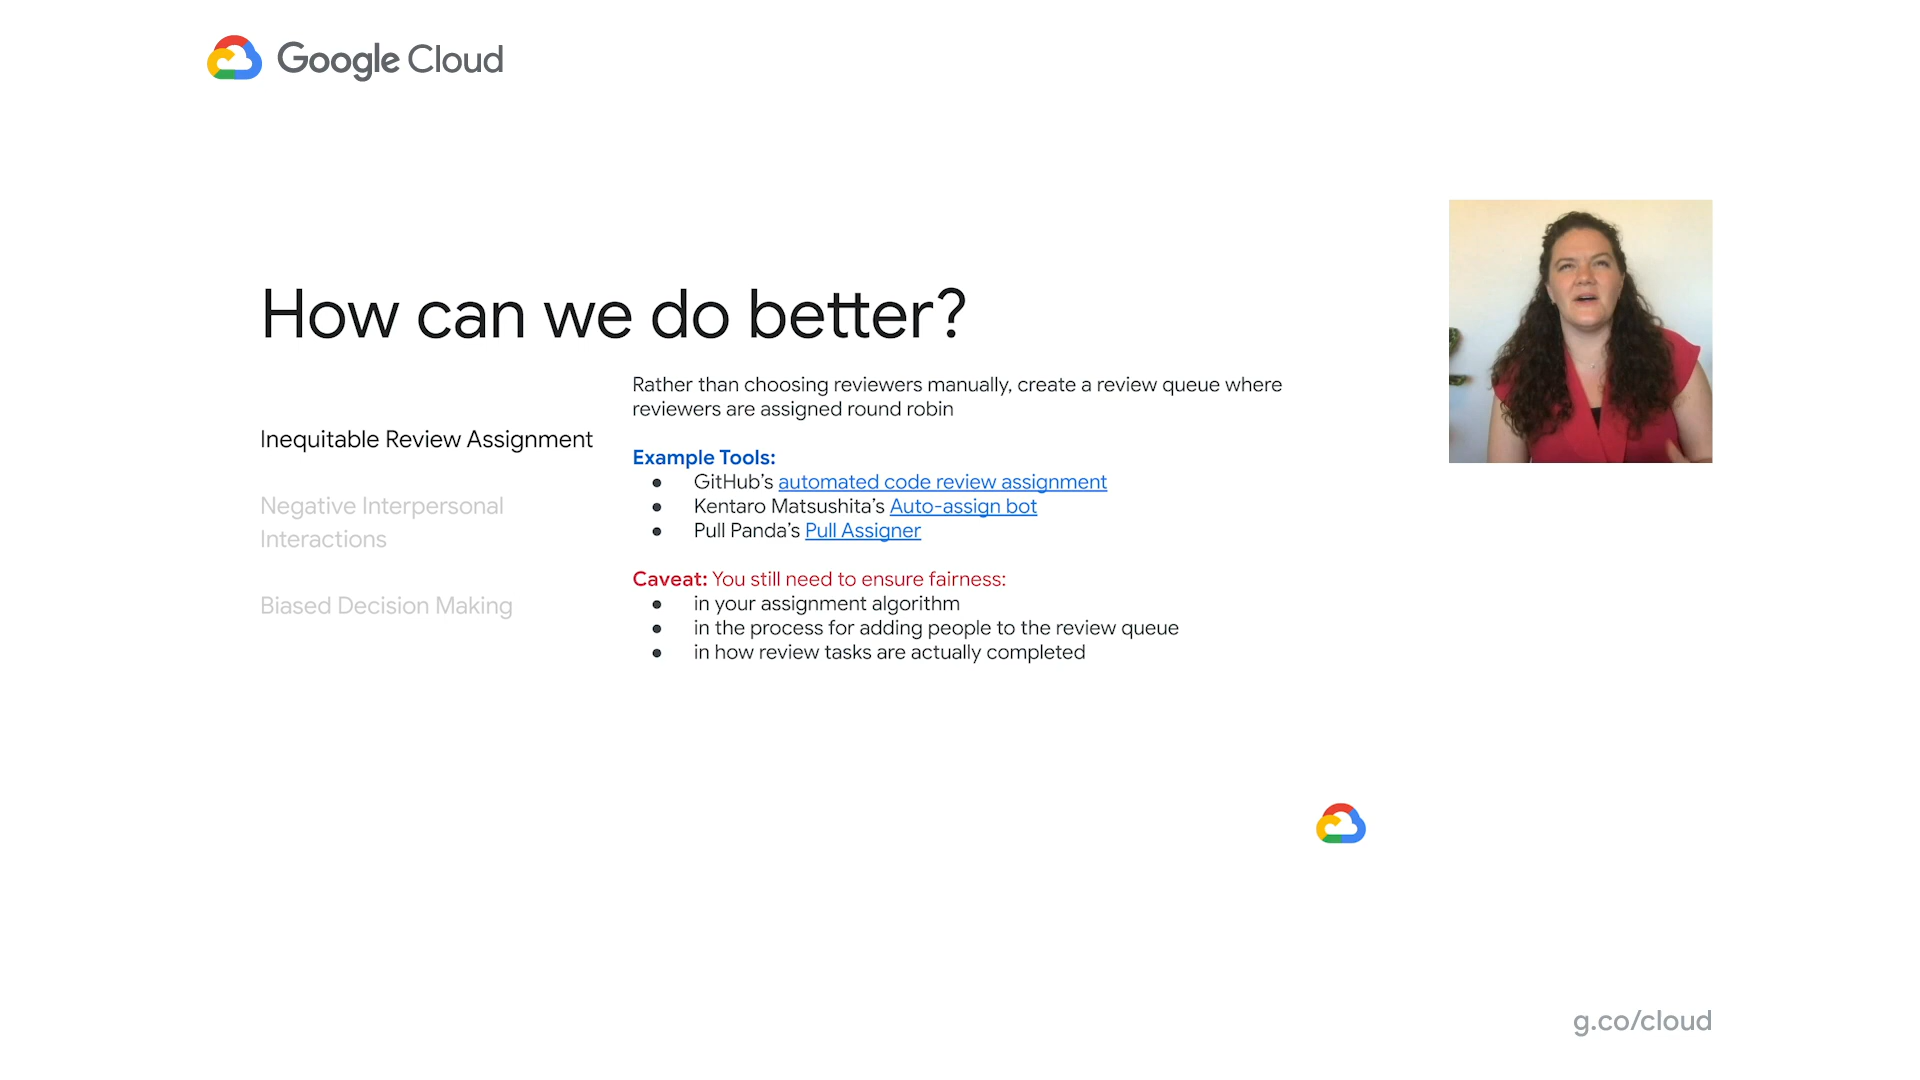 Google Cloud
How can we do better?
Inequitable Review Assignment
Negative Interpersonal
Interactions
Biased Decision Making
Rather than choosing reviewers manually, create a review queue where
reviewers are assigned round robin
Example Tools:
● GitHub’s automated code review assignment
● Kentaro Matsushita’s Auto-assign bot
● Pull Panda’s Pull Assigner
Caveat: You still need to ensure fairness:
● in your assignment algorithm
● in the process for adding people to the review queue
● in how review tasks are actually completed
g.co/cloud